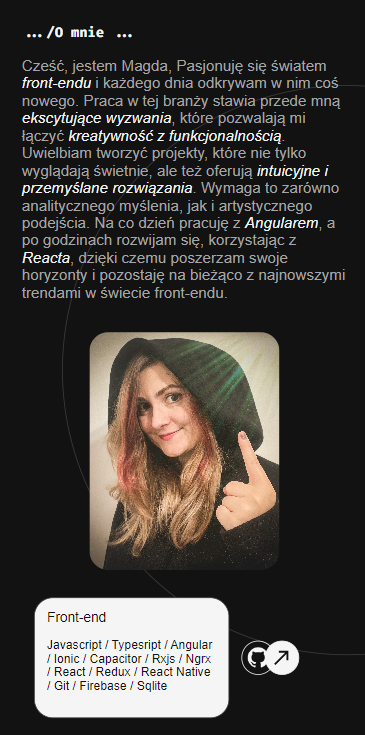 .../O mnie ...
Cześć, jestem Magda, Pasjonuję się światem
front-endu i każdego dnia odkrywam w nim coś
nowego. Praca w tej branży stawia przede mną
ekscytujące wyzwania, które pozwalają mi
łączyć kreatywność z funkcjonalnością.
Uwielbiam tworzyć projekty, które nie tylko
wyglądają świetnie, ale też oferują intuicyjne i
przemyślane rozwiązania. Wymaga to zarówno
analitycznego myślenia, jak i artystycznego
podejścia. Na co dzień pracuję z Angularem, a
po godzinach rozwijam się, korzystając z
Reacta, dzięki czemu poszerzam swoje
horyzonty i pozostaję na bieżąco z najnowszymi
trendami w świecie front-endu.
Front-end
Javascript / Typesript / Angular
/ Ionic / Capacitor / Rxjs / Ngrx
/ React / Redux / React Native
/ Git / Firebase / Sqlite